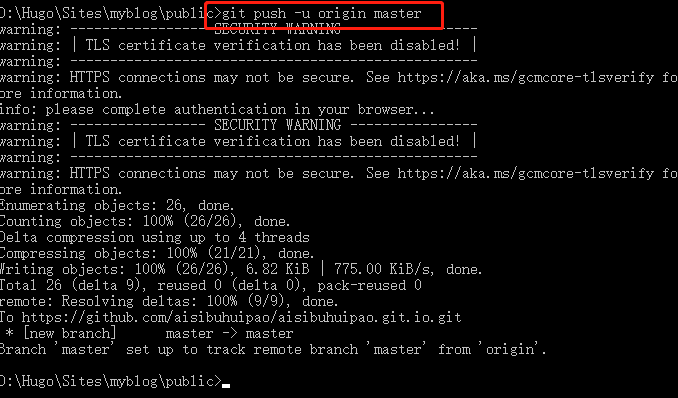 D:\Hugo\Sites\myblog\public>git push -u origin master
warning: ----------------- SECURITY WARNING ----------------
warning: | TLS certificate verification has been disabled! |
warning: ---------------------------------------------------
warning: HTTPS connections may not be secure. See https://aka.ms/gcmcore-tlsverify fo
ore information.
info: please complete authentication in your browser...
warning: ----------------- SECURITY WARNING ----------------
warning: | TLS certificate verification has been disabled! |
warning: ---------------------------------------------------
warning: HTTPS connections may not be secure. See https://aka.ms/gcmcore-tlsverify fo
ore information.
Enumerating objects: 26, done.
Counting objects: 100% (26/26), done.
Delta compression using up to 4 threads
Compressing objects: 100% (21/21), done.
Writing objects: 100% (26/26), 6.82 KiB | 775.00 KiB/s, done.
Total 26 (delta 9), reused 0 (delta 0), pack-reused 0
remote: Resolving deltas: 100% (9/9), done.
To https://github.com/aisibuhuipao/aisibuhuipao.git.io.git
 * [new branch]      master -> master
Branch 'master' set up to track remote branch 'master' from 'origin'.
D:\Hugo\Sites\myblog\public>